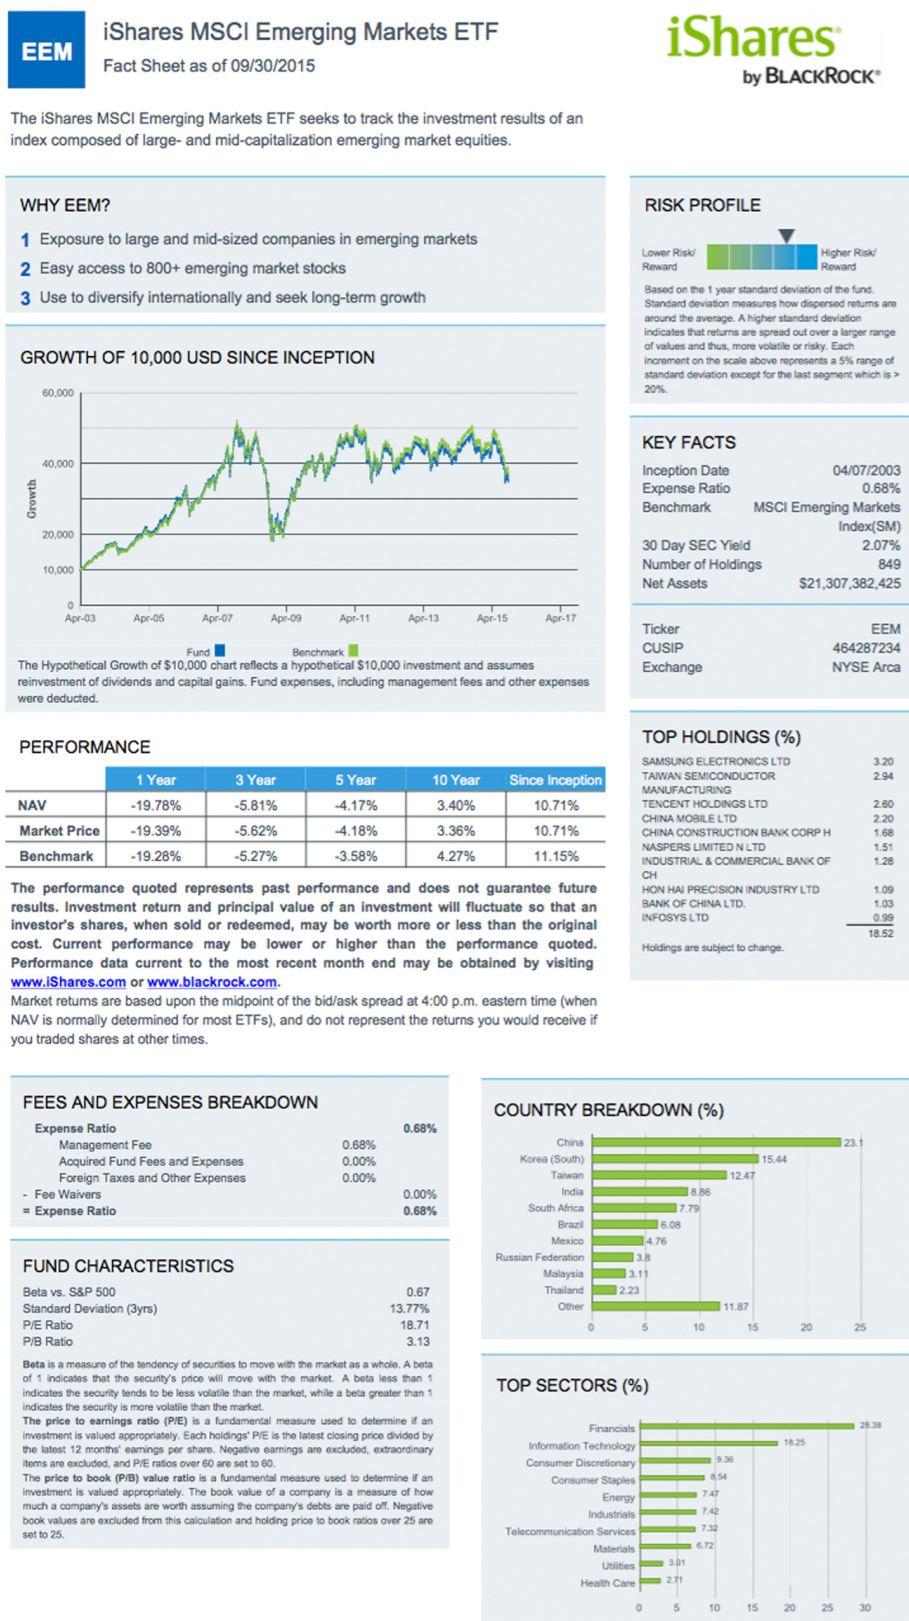 EEM
iShares MSCI Emerging Markets ETF
Fact Sheet as of 09/30/2015
iShares®
by BLACKROCK®
The iShares MSCI Emerging Markets ETF seeks to track the investment results of an
index composed of large- and mid-capitalization emerging market equities.
WHY EEM?
1 Exposure to large and mid-sized companies in emerging markets
2 Easy access to 800+ emerging market stocks
3 Use to diversify internationally and seek long-term growth
GROWTH OF 10,000 USD SINCE INCEPTION
60,000
40,000
20,000
10,000
0
Growth
Apr-03 Apr-05 Apr-07 Apr-09 Apr-11 Apr-13 Apr-15 Apr-17
Fund Benchmark
The Hypothetical Growth of $10,000 chart reflects a hypothetical $10,000 investment and assumes
reinvestment of dividends and capital gains. Fund expenses, including management fees and other expenses
were deducted.
PERFORMANCE
1 Year 3 Year 5 Year 10 Year Since Inception
NAV -19.78% -5.81% -4.17% 3.40% 10.71%
Market Price -19.39% -5.62% -4.18% 3.36% 10.71%
Benchmark -19.28% -5.27% -3.58% 4.27% 11.15%
The performance quoted represents past performance and does not guarantee future
results. Investment return and principal value of an investment will fluctuate so that an
investor's shares, when sold or redeemed, may be worth more or less than the original
cost. Current performance may be lower or higher than the performance quoted.
Performance data current to the most recent month end may be obtained by visiting
www.iShares.com or www.blackrock.com.
Market returns are based upon the midpoint of the bid/ask spread at 4:00 p.m. eastern time (when
NAV is normally determined for most ETFs), and do not represent the returns you would receive if
you traded shares at other times.
RISK PROFILE
Lower Risk/ Higher Risk/
Reward Reward
Based on the 1 year standard deviation of the fund.
Standard deviation measures how dispersed returns are
around the average. A higher standard deviation
indicates that returns are spread out over a larger range
of values and thus, more volatile or risky. Each
increment on the scale above represents a 5% range of
standard deviation except for the last segment which is >
20%.
KEY FACTS
Inception Date 04/07/2003
Expense Ratio 0.68%
Benchmark MSCI Emerging Markets
Index(SM)
30 Day SEC Yield 2.07%
Number of Holdings 849
Net Assets $21,307,382,425
Ticker EEM
CUSIP 464287234
Exchange NYSE Arca
TOP HOLDINGS (%)
SAMSUNG ELECTRONICS LTD 3.20
TAIWAN SEMICONDUCTOR 2.94
MANUFACTURING
TENCENT HOLDINGS LTD 2.60
CHINA MOBILE LTD 2.20
CHINA CONSTRUCTION BANK CORP H 1.68
NASPERS LIMITED N LTD 1.51
INDUSTRIAL & COMMERCIAL BANK OF 1.28
CH
HON HAI PRECISION INDUSTRY LTD 1.09
BANK OF CHINA LTD. 1.03
INFOSYS LTD 0.99
18.52
Holdings are subject to change.
FEES AND EXPENSES BREAKDOWN
Expense Ratio 0.68%
Management Fee 0.68%
Acquired Fund Fees and Expenses 0.00%
Foreign Taxes and Other Expenses 0.00%
- Fee Waivers 0.00%
= Expense Ratio 0.68%
FUND CHARACTERISTICS
Beta vs. S&P 500 0.67
Standard Deviation (3yrs) 13.77%
P/E Ratio 18.71
P/B Ratio 3.13
Beta is a measure of the tendency of securities to move with the market as a whole. A beta
of 1 indicates that the security's price will move with the market. A beta less than 1
indicates the security tends to be less volatile than the market, while a beta greater than 1
indicates the security is more volatile than the market.
The price to earnings ratio (P/E) is a fundamental measure used to determine if an
investment is valued appropriately. Each holdings' P/E is the latest closing price divided by
the latest 12 months' earnings per share. Negative earnings are excluded, extraordinary
items are excluded, and P/E ratios over 60 are set to 60.
The price to book (P/B) value ratio is a fundamental measure used to determine if an
investment is valued appropriately. The book value of a company is a measure of how
much a company's assets are worth assuming the company's debts are paid off. Negative
book values are excluded from this calculation and holding price to book ratios over 25 are
set to 25.
COUNTRY BREAKDOWN (%)
China 23.1
Korea (South) 15.44
Taiwan 12.47
India 8.86
South Africa 7.79
Brazil 6.08
Mexico 4.76
Russian Federation 3.8
Malaysia 3.11
Thailand 2.23
Other 11.87
0 5 10 15 20 25
TOP SECTORS (%)
Financials 28.38
Information Technology 18.25
Consumer Discretionary 9.36
Consumer Staples 8.54
Energy 7.47
Industrials 7.42
Telecommunication Services 7.32
Materials 6.72
Utilities 3.01
Health Care 2.71
0 5 10 15 20 25 30